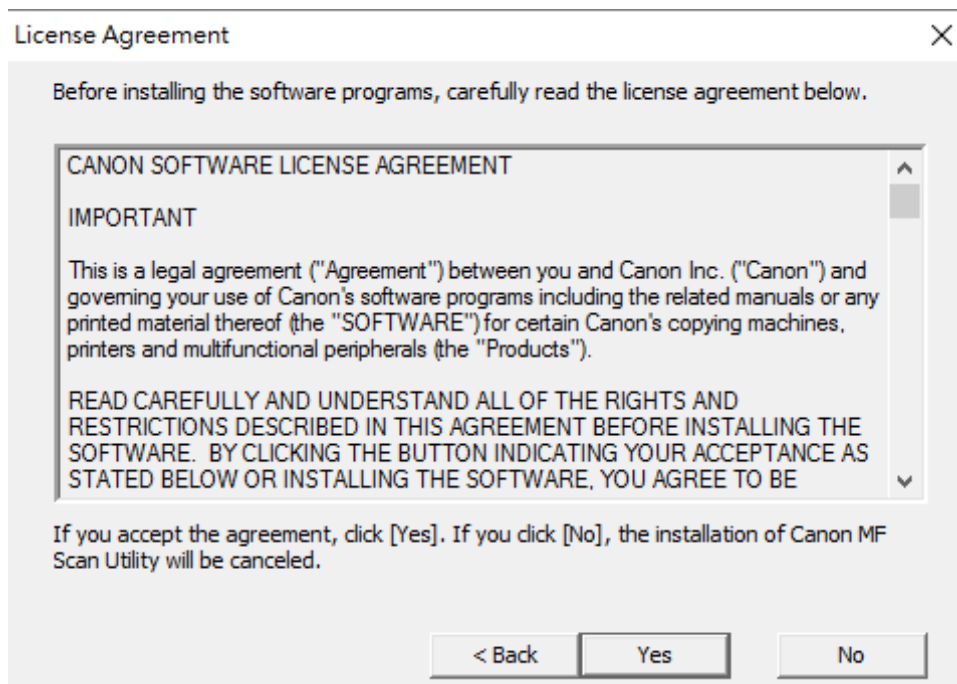 License Agreement
Before installing the software programs, carefully read the license agreement below.
CANON SOFTWARE LICENSE AGREEMENT
IMPORTANT
This is a legal agreement ("Agreement") between you and Canon Inc. ("Canon") and
governing your use of Canon's software programs including the related manuals or any
printed material thereof (the "SOFTWARE") for certain Canon's copying machines,
printers and multifunctional peripherals (the "Products").
READ CAREFULLY AND UNDERSTAND ALL OF THE RIGHTS AND
RESTRICTIONS DESCRIBED IN THIS AGREEMENT BEFORE INSTALLING THE
SOFTWARE.  BY CLICKING THE BUTTON INDICATING YOUR ACCEPTANCE AS
STATED BELOW OR INSTALLING THE SOFTWARE, YOU AGREE TO BE
If you accept the agreement, click [Yes]. If you click [No], the installation of Canon MF
Scan Utility will be canceled.
< Back Yes No